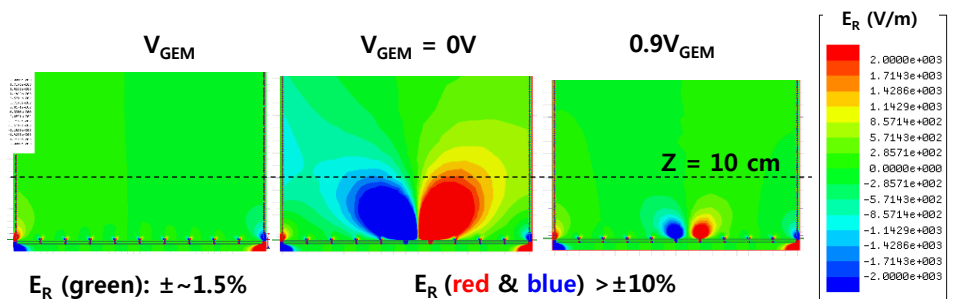 V_GEM
V_GEM = 0V
0.9V_GEM
E_R (V/m)
2.0000e+003
1.7143e+003
1.4286e+003
1.1429e+003
8.5714e+002
5.7143e+002
2.8571e+002
0.0000e+000
-2.8571e+002
-5.7143e+002
-8.5714e+002
-1.1429e+003
-1.4286e+003
-1.7143e+003
-2.0000e+003
Z = 10 cm
E_R (green): ±~1.5%
E_R (red & blue) >±10%